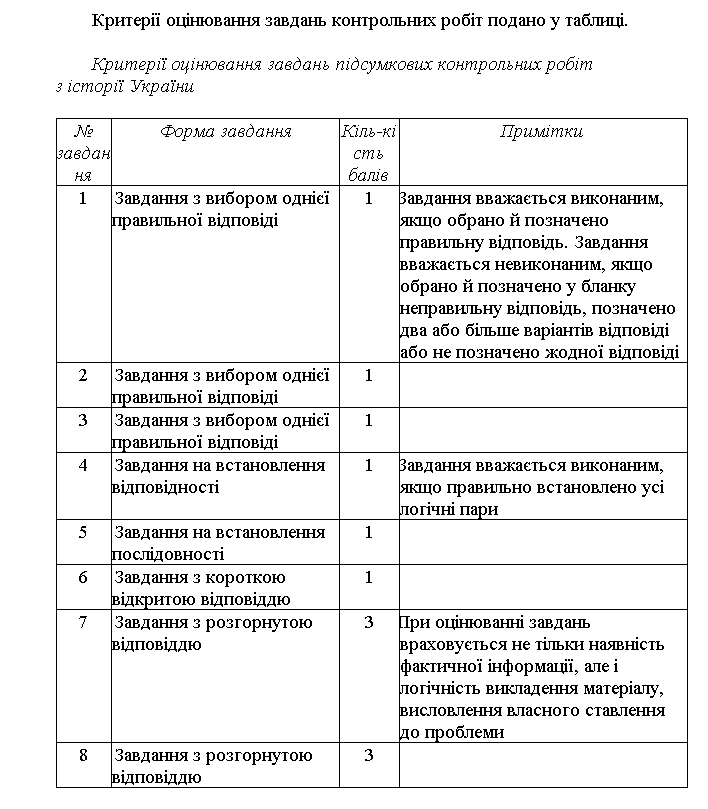 Критерії оцінювання завдань контрольних робіт подано у таблиці.
Критерії оцінювання завдань підсумкових контрольних робіт
з історії України
№
завдан
ня
Форма завдання
Кіль-кі
сть
балів
Примітки
1
Завдання з вибором однієї
правильної відповіді
1
Завдання вважається виконаним,
якщо обрано й позначено
правильну відповідь. Завдання
вважається невиконаним, якщо
обрано й позначено у бланку
неправильну відповідь, позначено
два або більше варіантів відповіді
або не позначено жодної відповіді
2
Завдання з вибором однієї
правильної відповіді
1
3
Завдання з вибором однієї
правильної відповіді
1
4
Завдання на встановлення
відповідності
1
Завдання вважається виконаним,
якщо правильно встановлено усі
логічні пари
5
Завдання на встановлення
послідовності
1
6
Завдання з короткою
відкритою відповіддю
1
7
Завдання з розгорнутою
відповіддю
3
При оцінюванні завдань
враховується не тільки наявність
фактичної інформації, але і
логічність викладення матеріалу,
висловлення власного ставлення
до проблеми
8
Завдання з розгорнутою
відповіддю
3